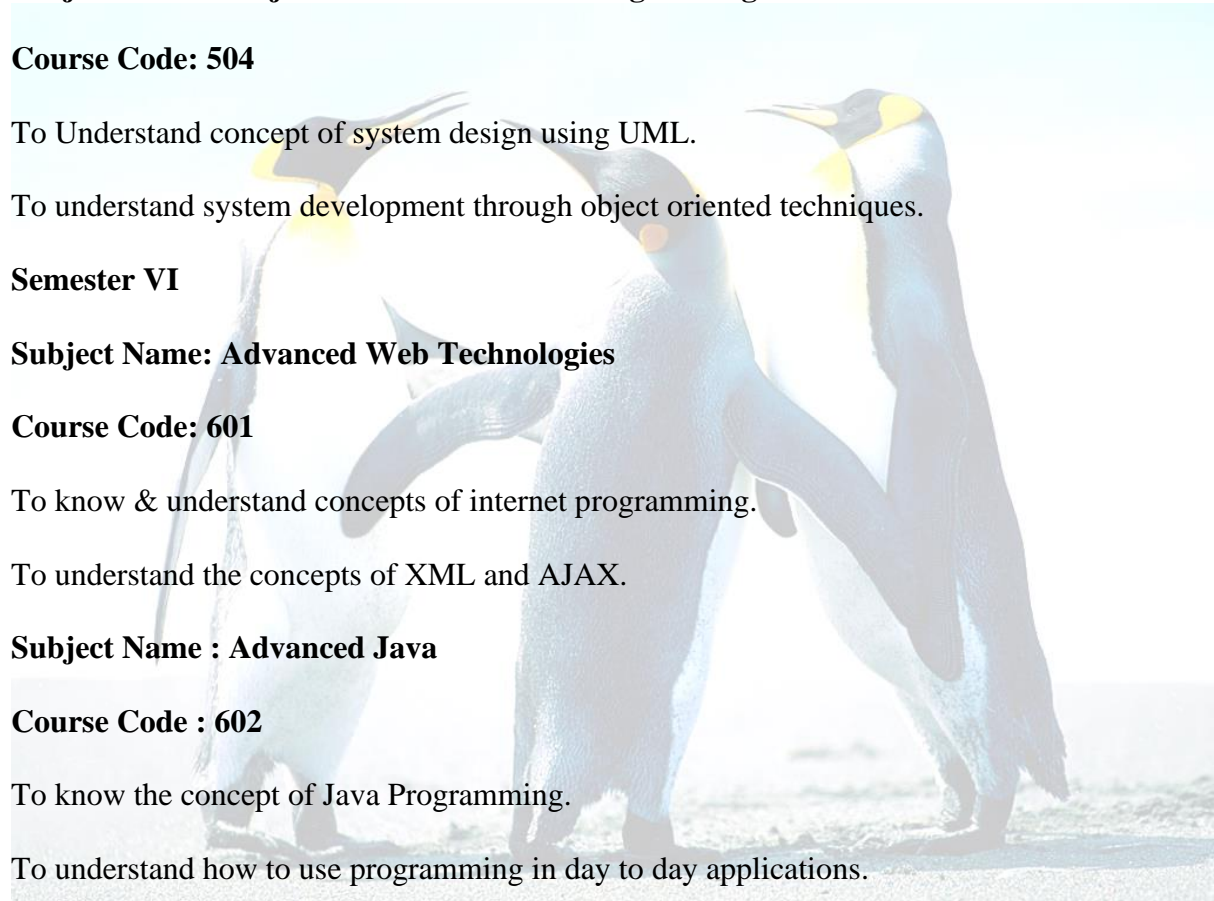 Course Code: 504
To Understand concept of system design using UML.
To understand system development through object oriented techniques.
Semester VI
Subject Name: Advanced Web Technologies
Course Code: 601
To know & understand concepts of internet programming.
To understand the concepts of XML and AJAX.
Subject Name : Advanced Java
Course Code : 602
To know the concept of Java Programming.
To understand how to use programming in day to day applications.